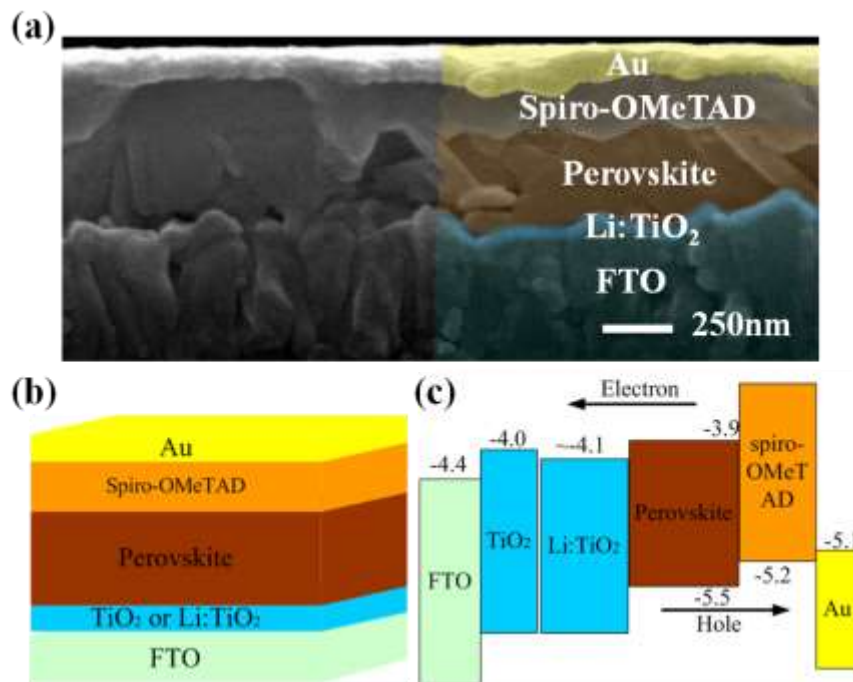 (a)
Au
Spiro-OMeTAD
Perovskite
Li:TiO₂
FTO
250nm
(b)
Au
Spiro-OMeTAD
Perovskite
TiO₂ or Li:TiO₂
FTO
(c)
Electron
-4.4
-4.0
~-4.1
-3.9
spiro-
OMeT
AD
TiO₂
Li:TiO₂
Perovskite
FTO
-5.1
-5.2
-5.5
Hole
Au